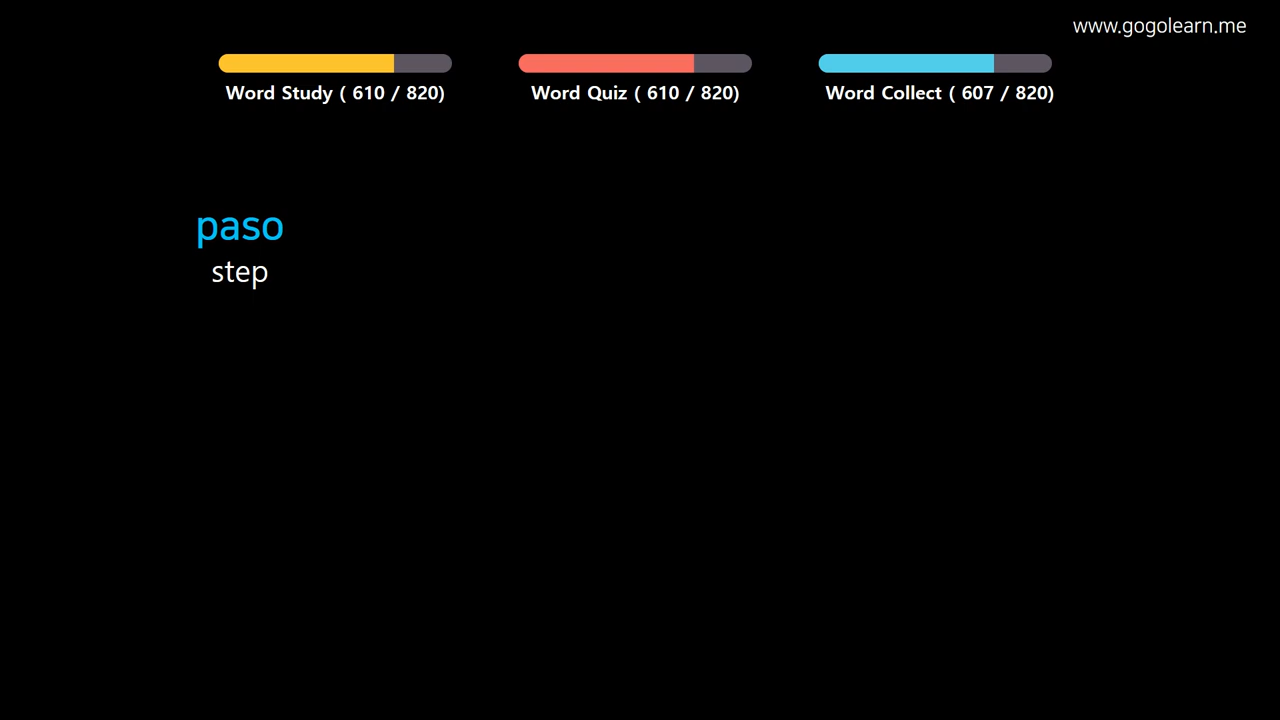 www.gogolearn.me
Word Study ( 610 / 820)
Word Quiz ( 610 / 820)
Word Collect ( 607 / 820)
paso
step